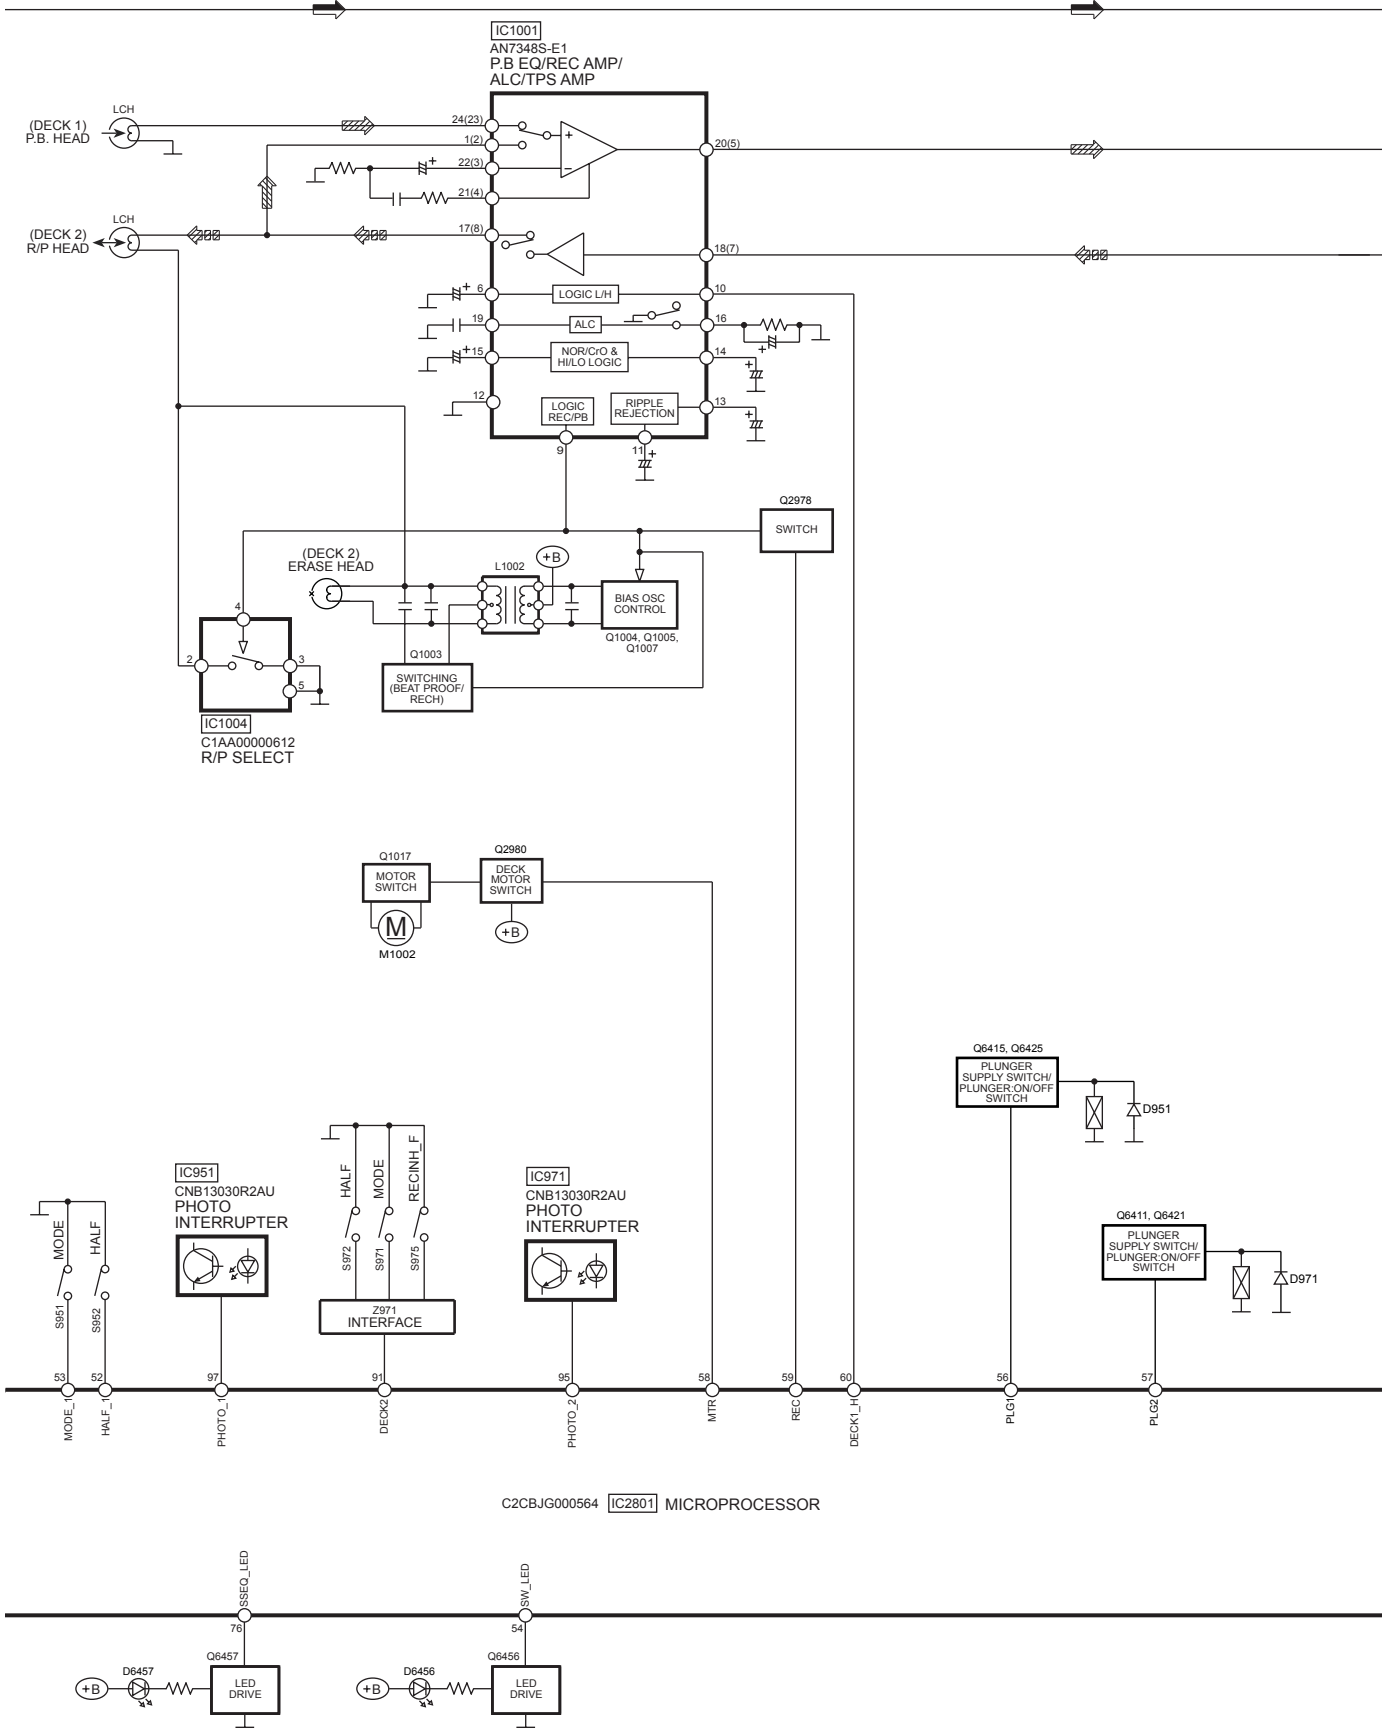 IC1001
AN7348S-E1
P.B EQ/REC AMP/
ALC/TPS AMP
LCH
(DECK 1)
P.B. HEAD
24(23)
1(2)
22(3)
21(4)
20(5)
+
−
+
LCH
(DECK 2)
R/P HEAD
17(8)
18(7)
+
6
LOGIC L/H
10
19
ALC
16
+
15
NOR/CrO &
HI/LO LOGIC
14
+
+
12
LOGIC
REC/PB
RIPPLE
REJECTION
13
+
9
11
+
Q2978
SWITCH
(DECK 2)
ERASE HEAD
L1002
+B
BIAS OSC
CONTROL
Q1004, Q1005,
Q1007
4
2
3
5
Q1003
SWITCHING
(BEAT PROOF/
RECH)
IC1004
C1AA00000612
R/P SELECT
Q1017
MOTOR
SWITCH
Q2980
DECK
MOTOR
SWITCH
M
M1002
+B
Q6415, Q6425
PLUNGER
SUPPLY SWITCH/
PLUNGER:ON/OFF
SWITCH
D951
Q6411, Q6421
PLUNGER
SUPPLY SWITCH/
PLUNGER:ON/OFF
SWITCH
D971
MODE
HALF
S951
S952
IC951
CNB13030R2AU
PHOTO
INTERRUPTER
HALF
MODE
RECINH_F
S972
S971
S975
Z971
INTERFACE
IC971
CNB13030R2AU
PHOTO
INTERRUPTER
53
52
97
91
95
58
59
60
56
57
MODE_1
HALF_1
PHOTO_1
DECK2
PHOTO_2
MTR
REC
DECK1_H
PLG1
PLG2
C2CBJG000564 IC2801 MICROPROCESSOR
SSEQ_LED
SW_LED
76
54
Q6457
Q6456
+B
D6457
LED
DRIVE
+B
D6456
LED
DRIVE